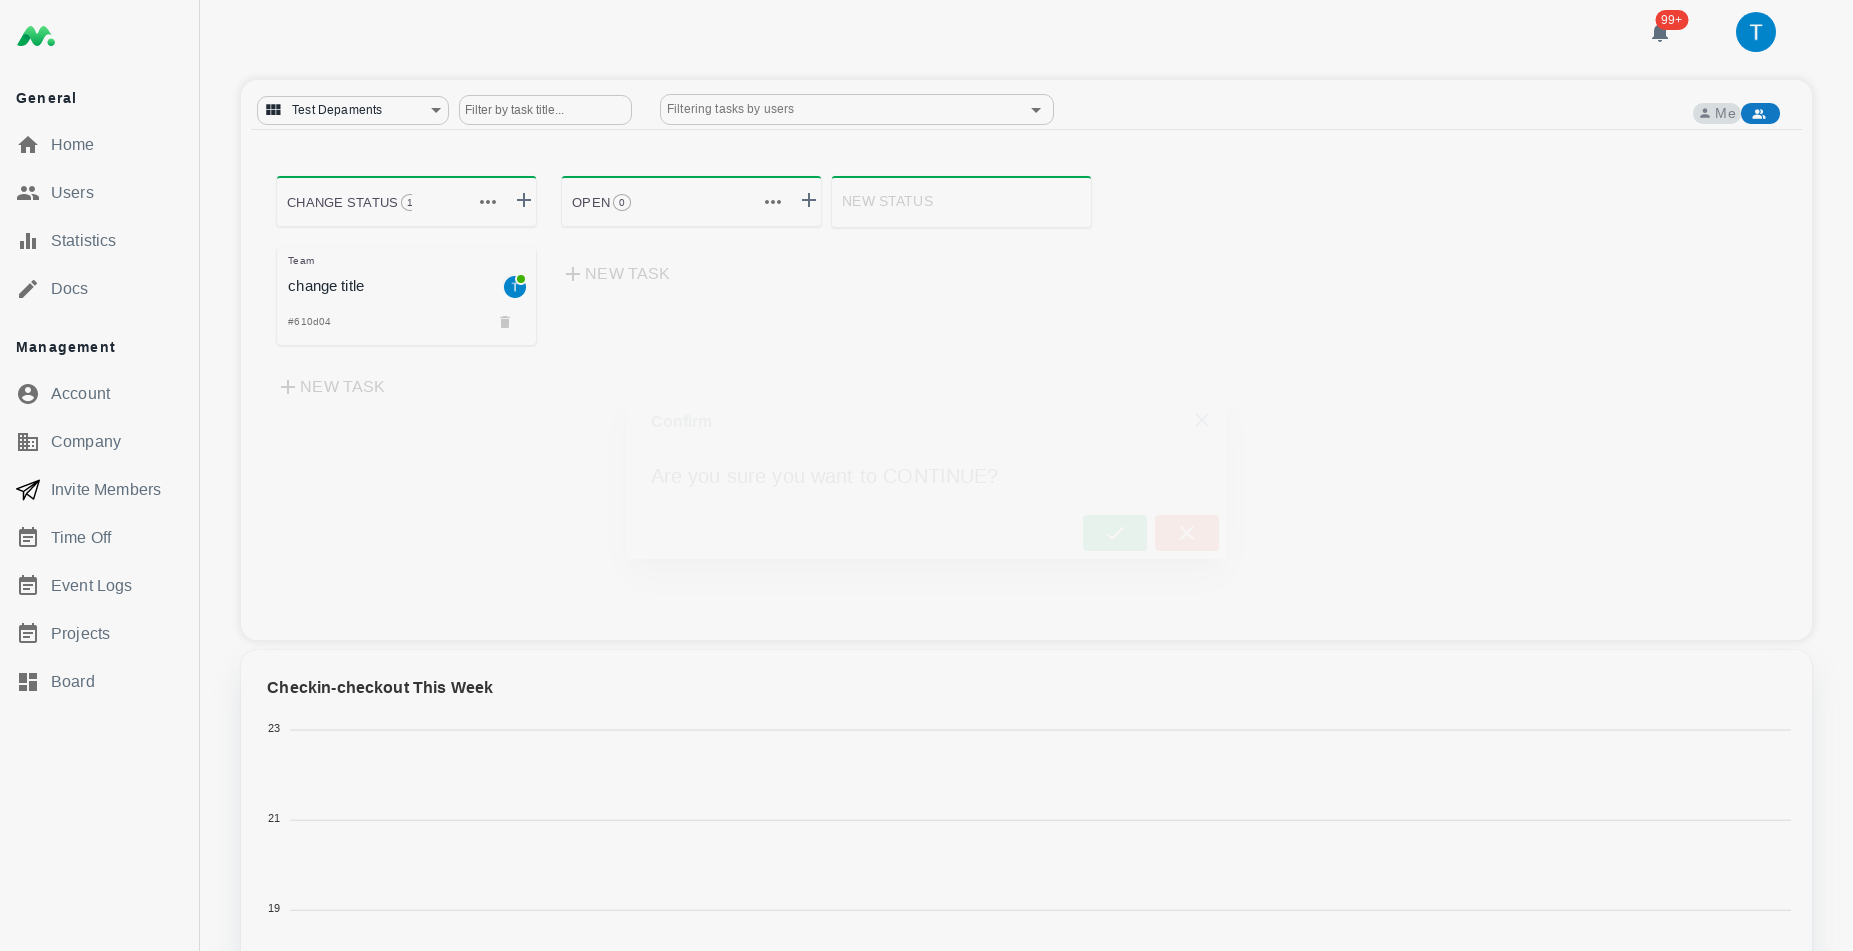 99+
T
General
Home
Users
Statistics
Docs
Management
Account
Company
Invite Members
Time Off
Event Logs
Projects
Board
Test Depaments
Filter by task title...
Filtering tasks by users
Me
CHANGE STATUS 1
OPEN 0
NEW STATUS
Team
change title
T
#610d04
NEW TASK
NEW TASK
Confirm
Are you sure you want to CONTINUE?
Checkin-checkout This Week
23
21
19